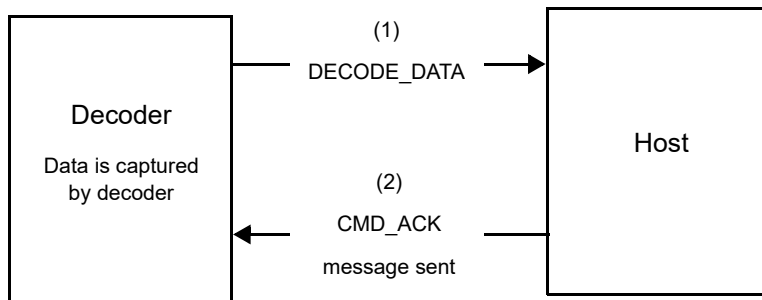 Decoder
Data is captured
by decoder
(1)
DECODE_DATA
(2)
CMD_ACK
message sent
Host